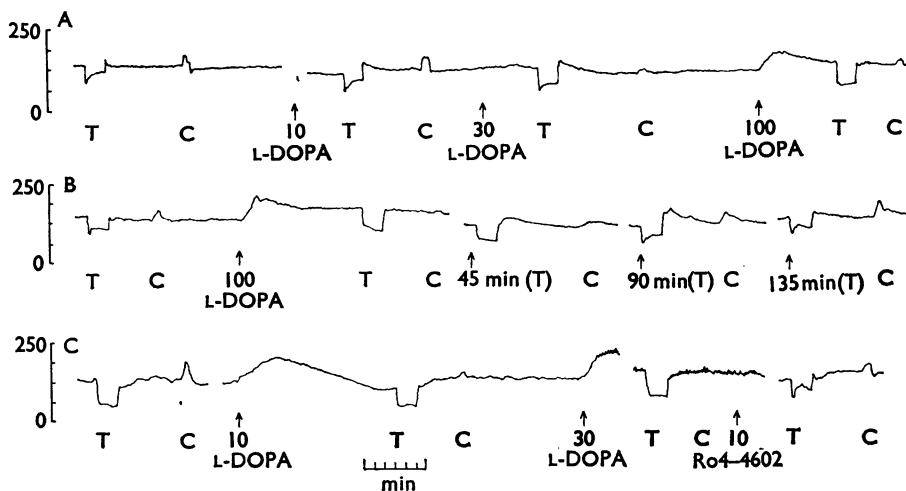 A
250
0
T C 10 T C 30 T C 100 T C
L-DOPA L-DOPA L-DOPA
B
250
0
T C 100 T C 45 min (T) C 90 min(T) C 135 min(T) C
L-DOPA
C
250
0
T C 10 T C 30 T C 10 T C
L-DOPA L-DOPA Ro4-4602
min